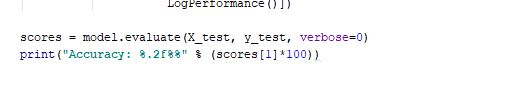 LogPerformance()])
scores = model.evaluate(X_test, y_test, verbose=0)
print("Accuracy: %.2f%%" % (scores[1]*100))